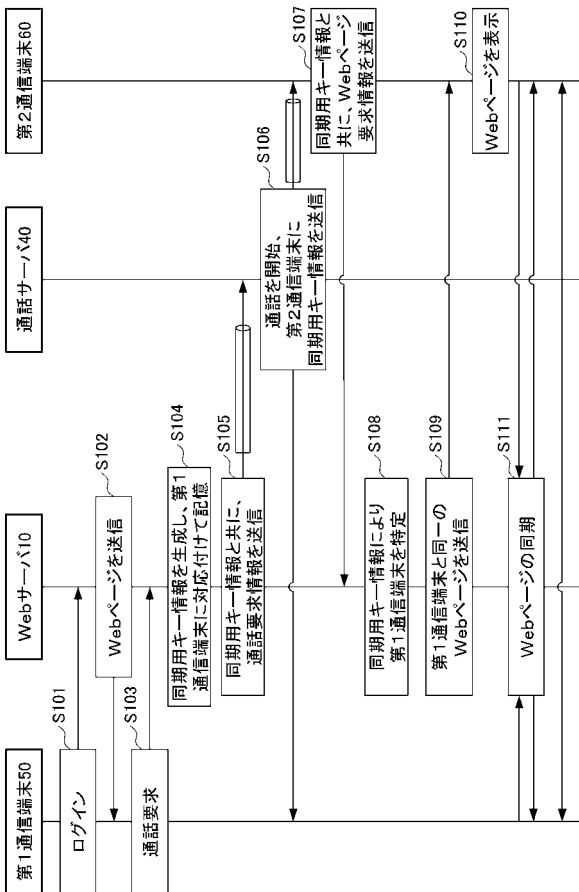 第1通信端末50
Webサーバ10
通話サーバ40
第2通信端末60
S101
ログイン
S102
Webページを送信
S103
通話要求
S104
同期用キー情報を生成し、第1
通信端末に対応付けて記憶
S105
同期用キー情報と共に、
通話要求情報を送信
S106
通話を開始、
第2通信端末に
同期用キー情報を送信
S107
同期用キー情報と
共に、Webページ
要求情報を送信
S108
同期用キー情報により
第1通信端末を特定
S109
第1通信端末と同一の
Webページを送信
S110
Webページを表示
S111
Webページの同期